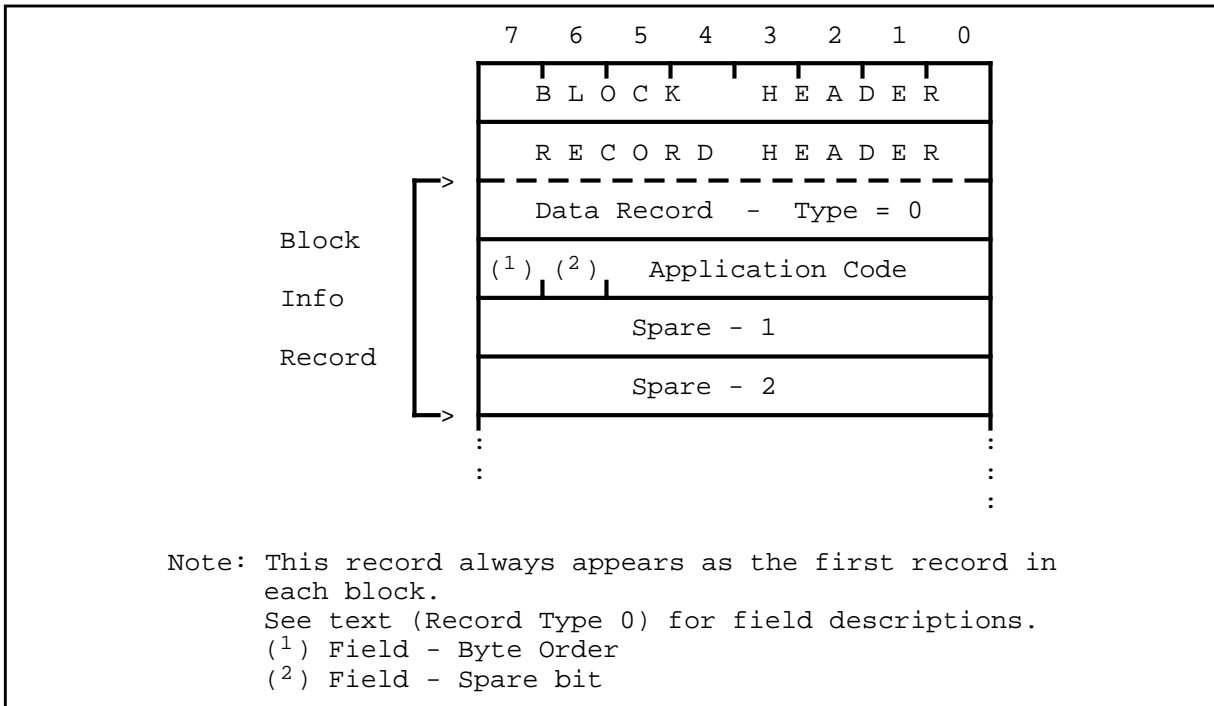 7 6 5 4 3 2 1 0
B L O C K H E A D E R
R E C O R D H E A D E R
>
Data Record - Type = 0
Block
(1) (2) Application Code
Info
Spare - 1
Record
Spare - 2
>
: :
: :
:
Note: This record always appears as the first record in
each block.
See text (Record Type 0) for field descriptions.
(1) Field - Byte Order
(2) Field - Spare bit